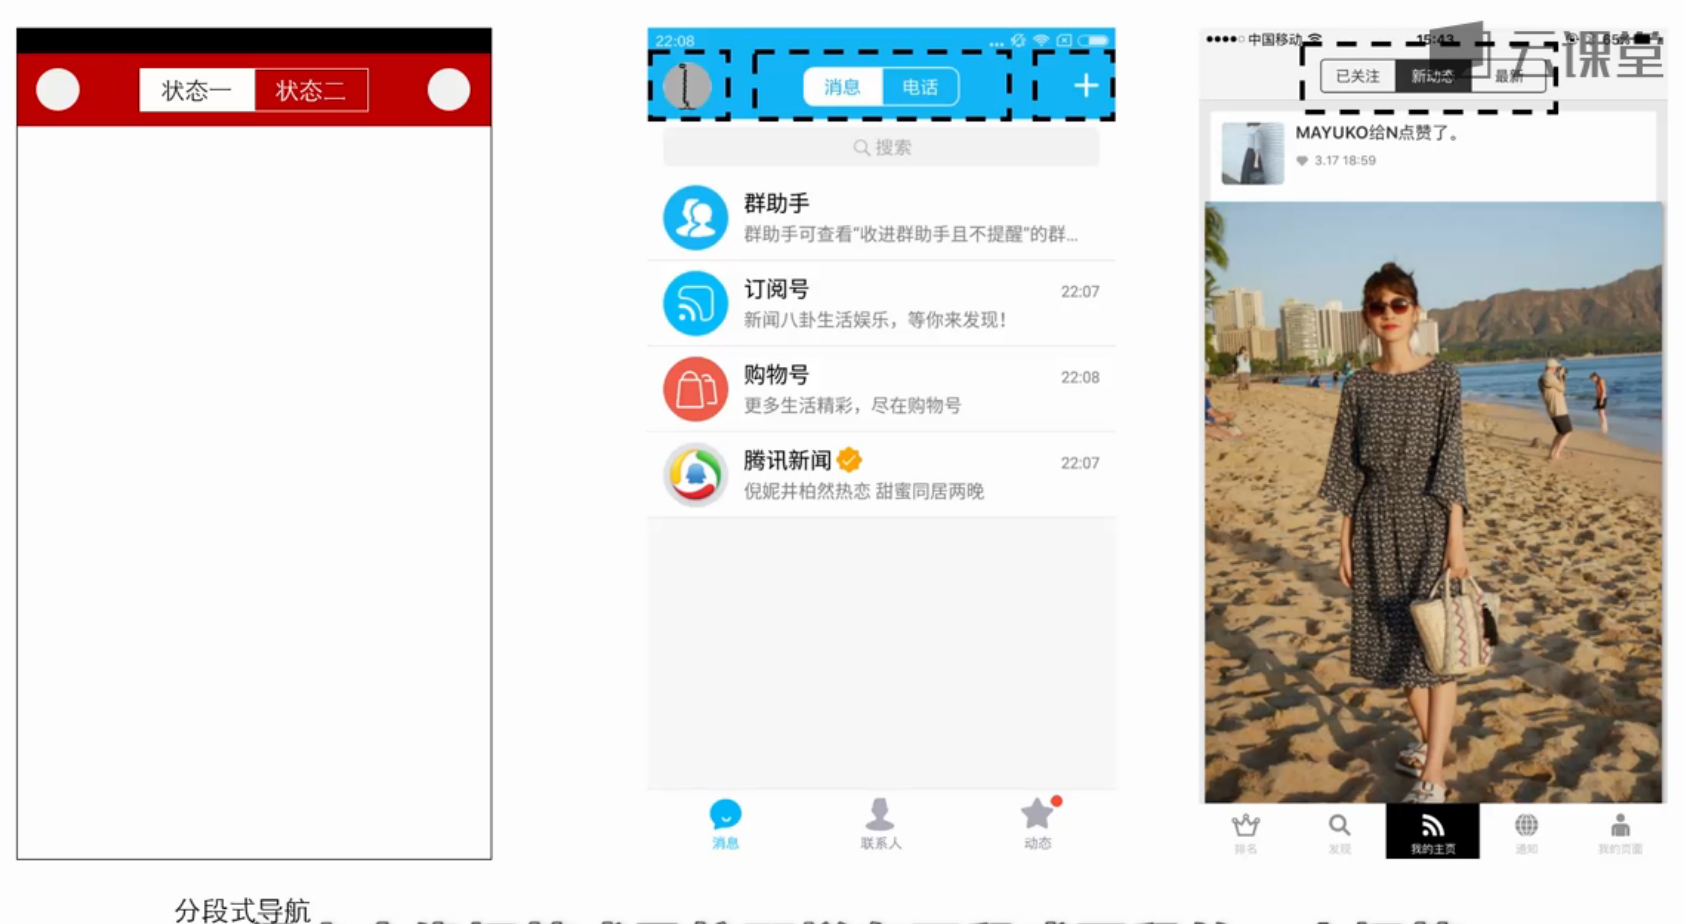 状态一 状态二
22:08
消息 电话
搜索
群助手
群助手可查看“收进群助手且不提醒”的群...
订阅号 22:07
新闻八卦生活娱乐，等你来发现！
购物号 22:08
更多生活精彩，尽在购物号
腾讯新闻 22:07
倪妮井柏然热恋 甜蜜同居两晚
消息 联系人 动态
中国移动 15:43 65%
云课堂
已关注 新动态 最新
MAYUKO给N点赞了。
3.17 18:59
排名 发现 我的主页 通知 我的页面
分段式导航